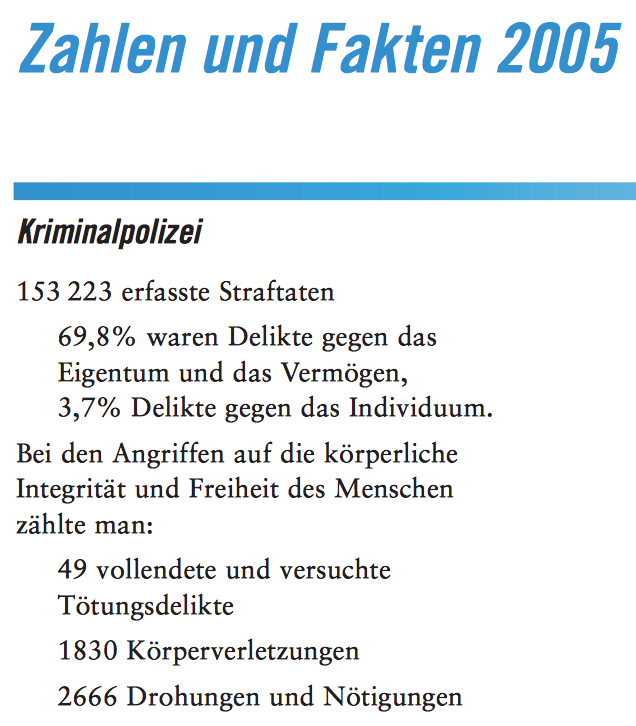 Zahlen und Fakten 2005
Kriminalpolizei
153 223 erfasste Straftaten
69,8% waren Delikte gegen das
Eigentum und das Vermögen,
3,7% Delikte gegen das Individuum.
Bei den Angriffen auf die körperliche
Integrität und Freiheit des Menschen
zählte man:
49 vollendete und versuchte
Tötungsdelikte
1830 Körperverletzungen
2666 Drohungen und Nötigungen